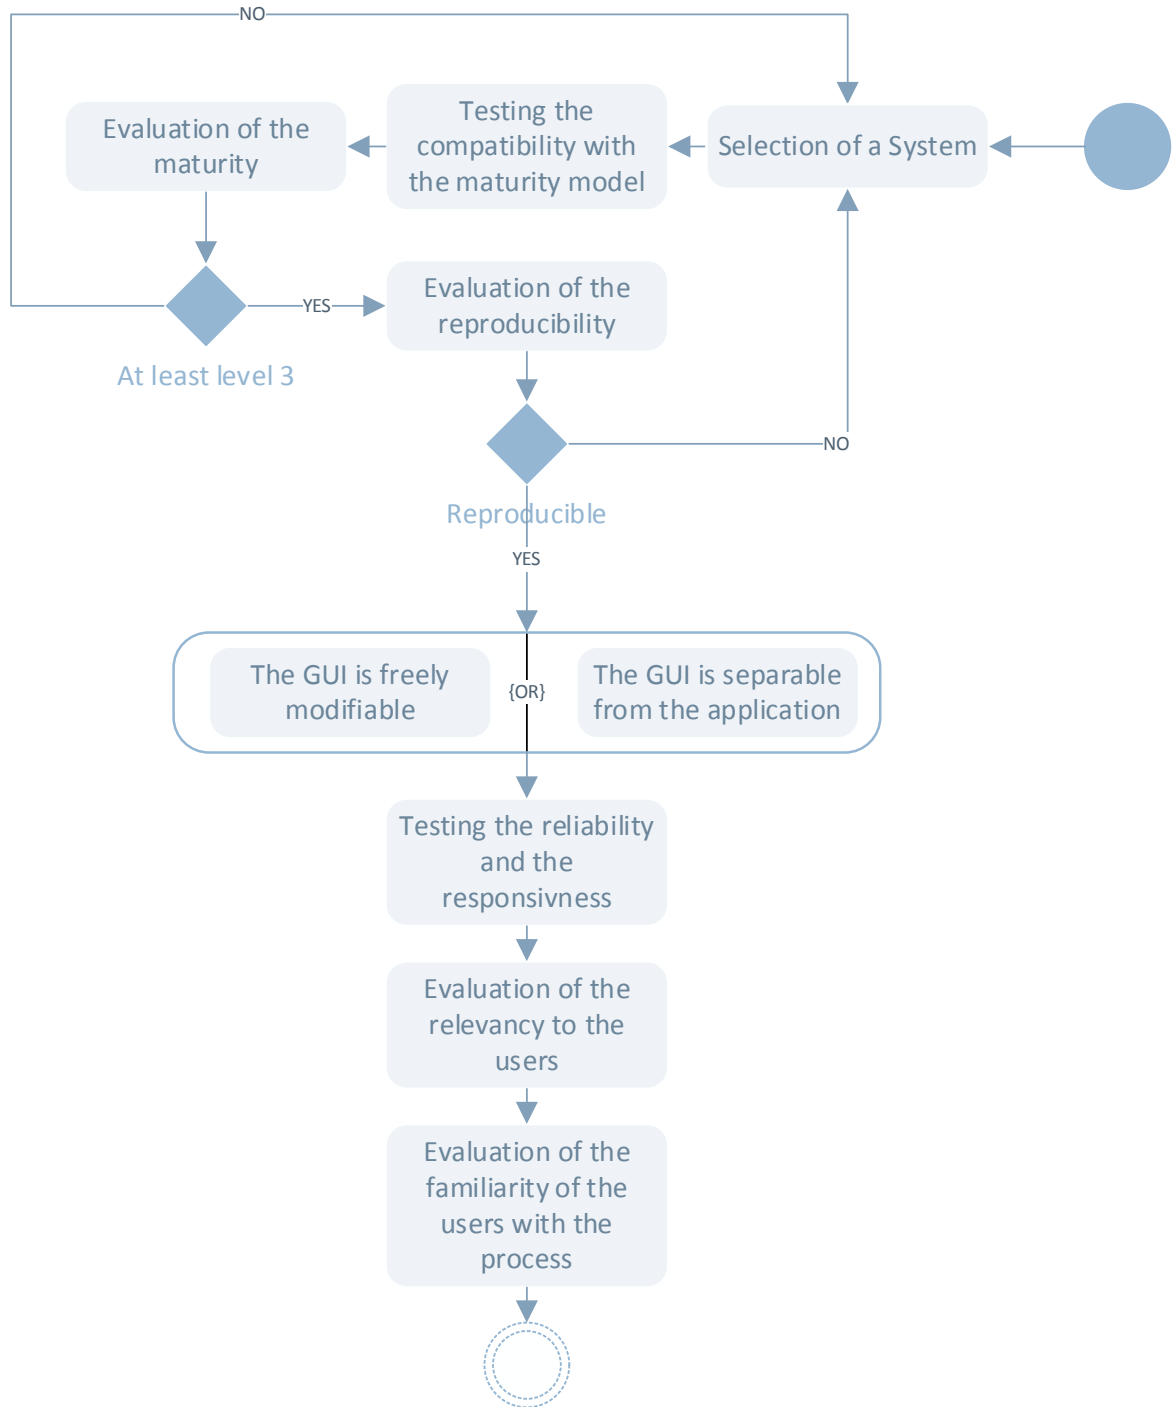 NO
Evaluation of the
maturity
Testing the
compatibility with
the maturity model
Selection of a System
YES
Evaluation of the
reproducibility
At least level 3
NO
Reproducible
YES
The GUI is freely
modifiable
{OR}
The GUI is separable
from the application
Testing the reliability
and the
responsivness
Evaluation of the
relevancy to the
users
Evaluation of the
familiarity of the
users with the
process